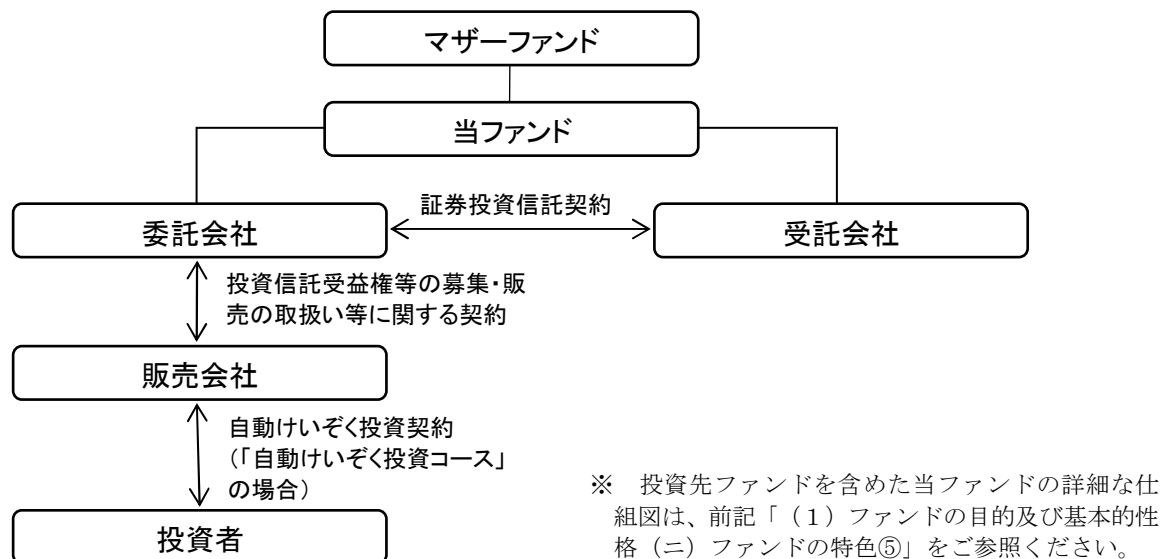 マザーファンド
当ファンド
証券投資信託契約
委託会社
受託会社
投資信託受益権等の募集・販
売の取扱い等に関する契約
販売会社
自動けいぞく投資契約
(「自動けいぞく投資コース」
の場合)
投資者
※ 投資先ファンドを含めた当ファンドの詳細な仕
組図は、前記「(1)ファンドの目的及び基本的性
格(ニ)ファンドの特色⑤」をご参照ください。